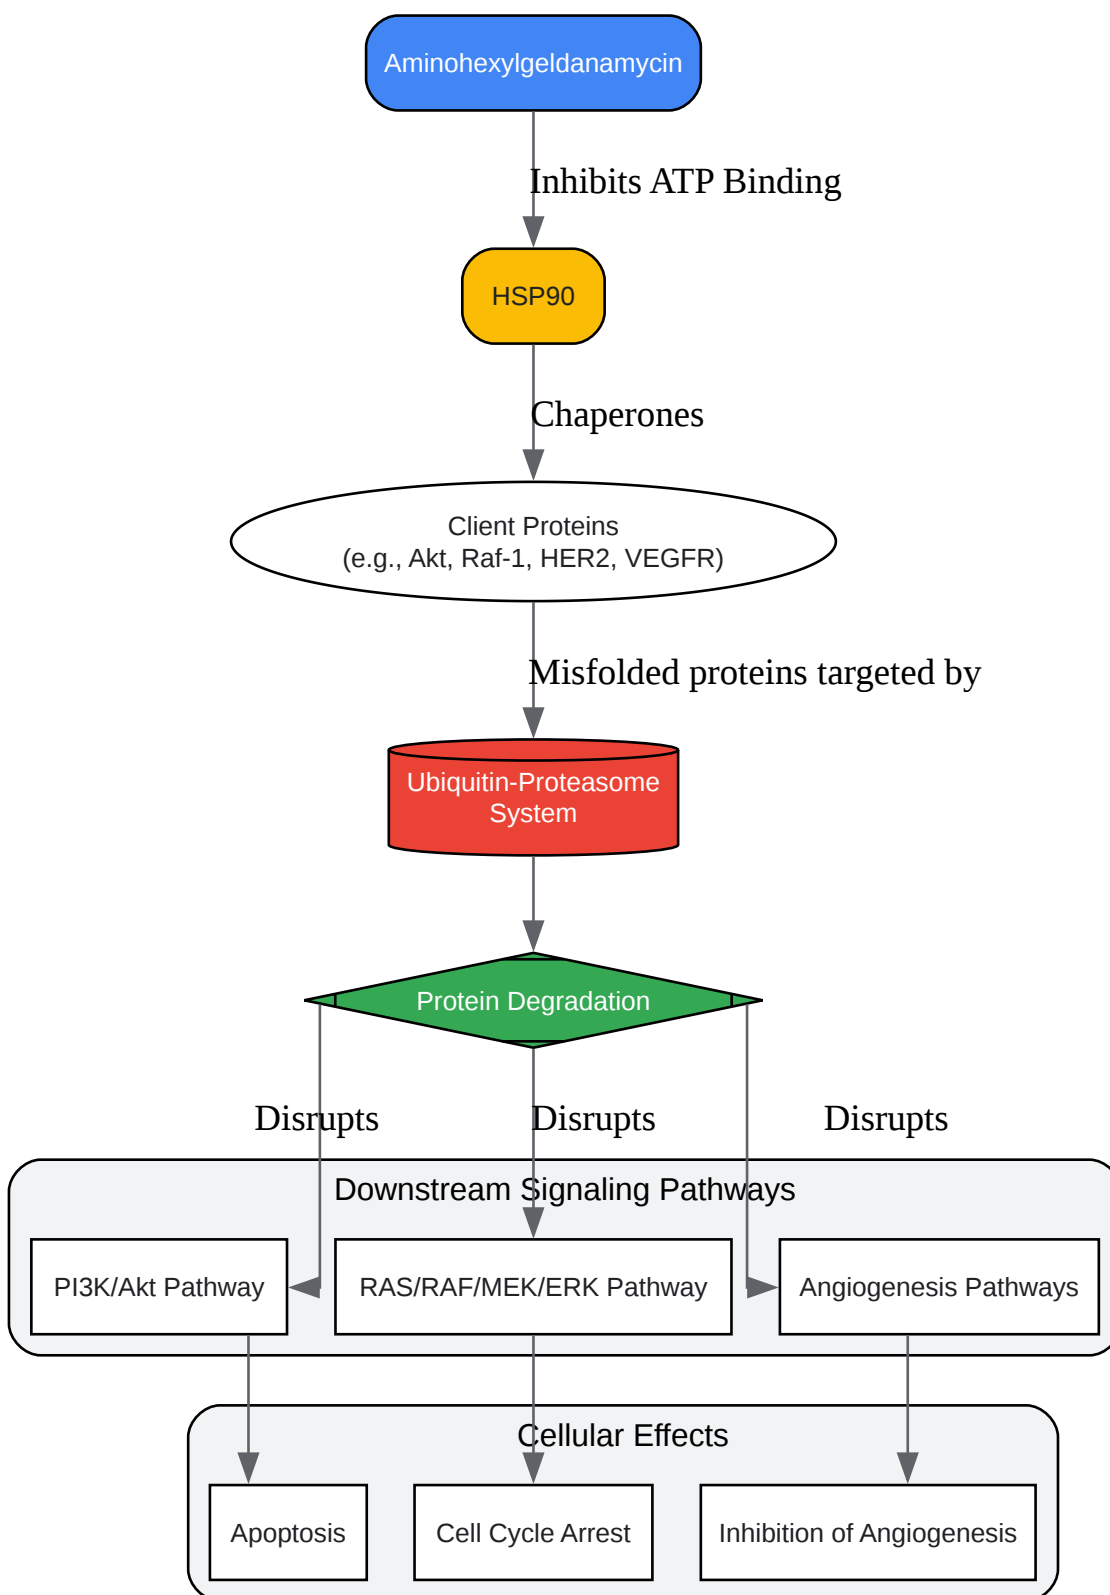 Aminohexylgeldanamycin
Inhibits ATP Binding
HSP90
Chaperones
Client Proteins
(e.g., Akt, Raf-1, HER2, VEGFR)
Misfolded proteins targeted by
Ubiquitin-Proteasome
System
Protein Degradation
Disrupts
Disrupts
Disrupts
Downstream Signaling Pathways
PI3K/Akt Pathway
RAS/RAF/MEK/ERK Pathway
Angiogenesis Pathways
Cellular Effects
Apoptosis
Cell Cycle Arrest
Inhibition of Angiogenesis